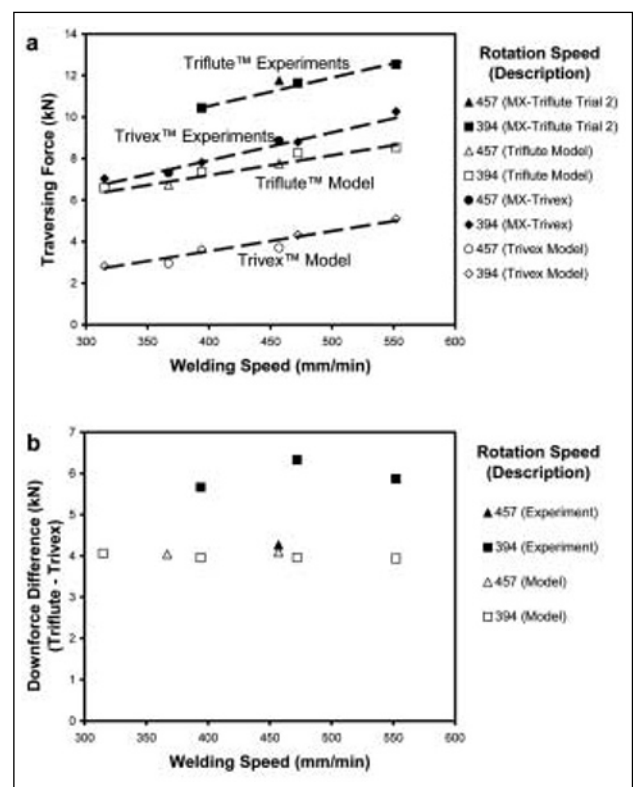 a
Traversing Force (kN)
14
12
10
8
6
4
2
0
Triflute™ Experiments
Trivex™ Experiments
Triflute™ Model
Trivex™ Model
300 350 400 450 500 550 600
Welding Speed (mm/min)
Rotation Speed
(Description)
457 (MX-Triflute Trial 2)
394 (MX-Triflute Trial 2)
457 (Triflute Model)
394 (Triflute Model)
457 (MX-Trivex)
394 (MX-Trivex)
457 (Trivex Model)
394 (Trivex Model)
b
Downforce Difference (kN)
(Triflute - Trivex)
7
6
5
4
3
2
1
0
300 350 400 450 500 550 600
Welding Speed (mm/min)
Rotation Speed
(Description)
457 (Experiment)
394 (Experiment)
457 (Model)
394 (Model)